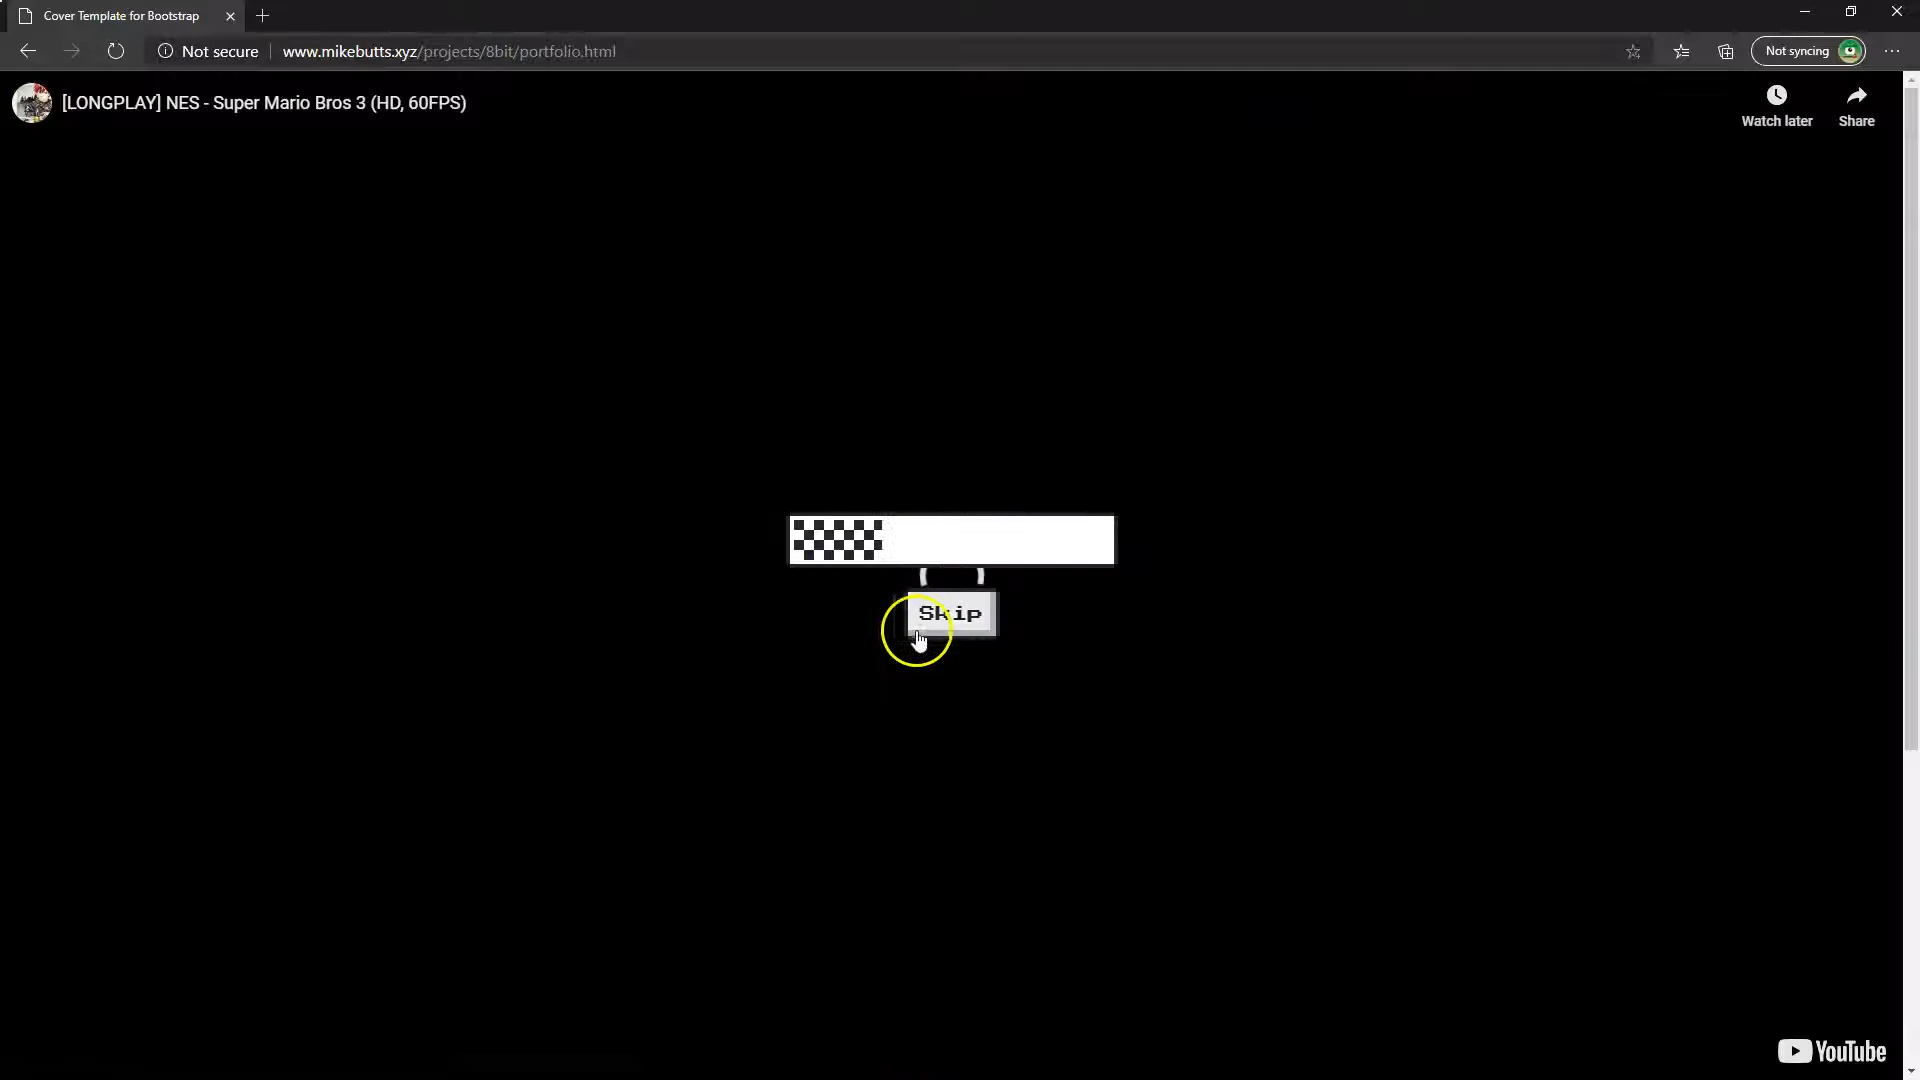 Cover Template for Bootstrap
Not secure
www.mikebutts.xyz/projects/8bit/portfolio.html
Not syncing
[LONGPLAY] NES - Super Mario Bros 3 (HD, 60FPS)
Watch later
Share
Skip
YouTube